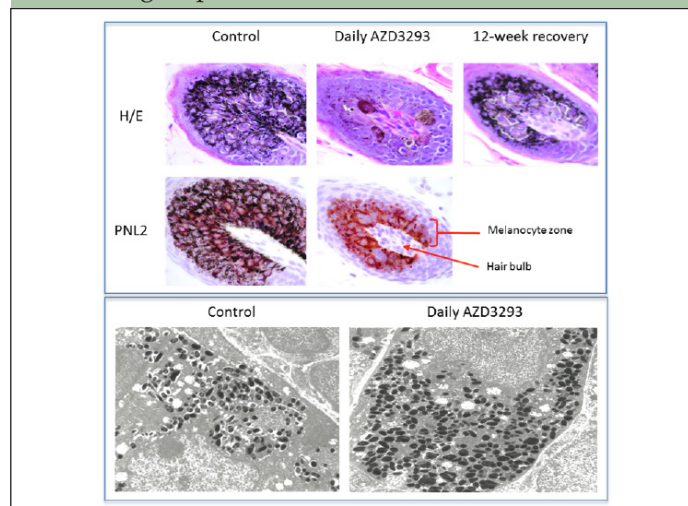 Control Daily AZD3293 12-week recovery
H/E
PNL2
Melanocyte zone
Hair bulb
Control Daily AZD3293